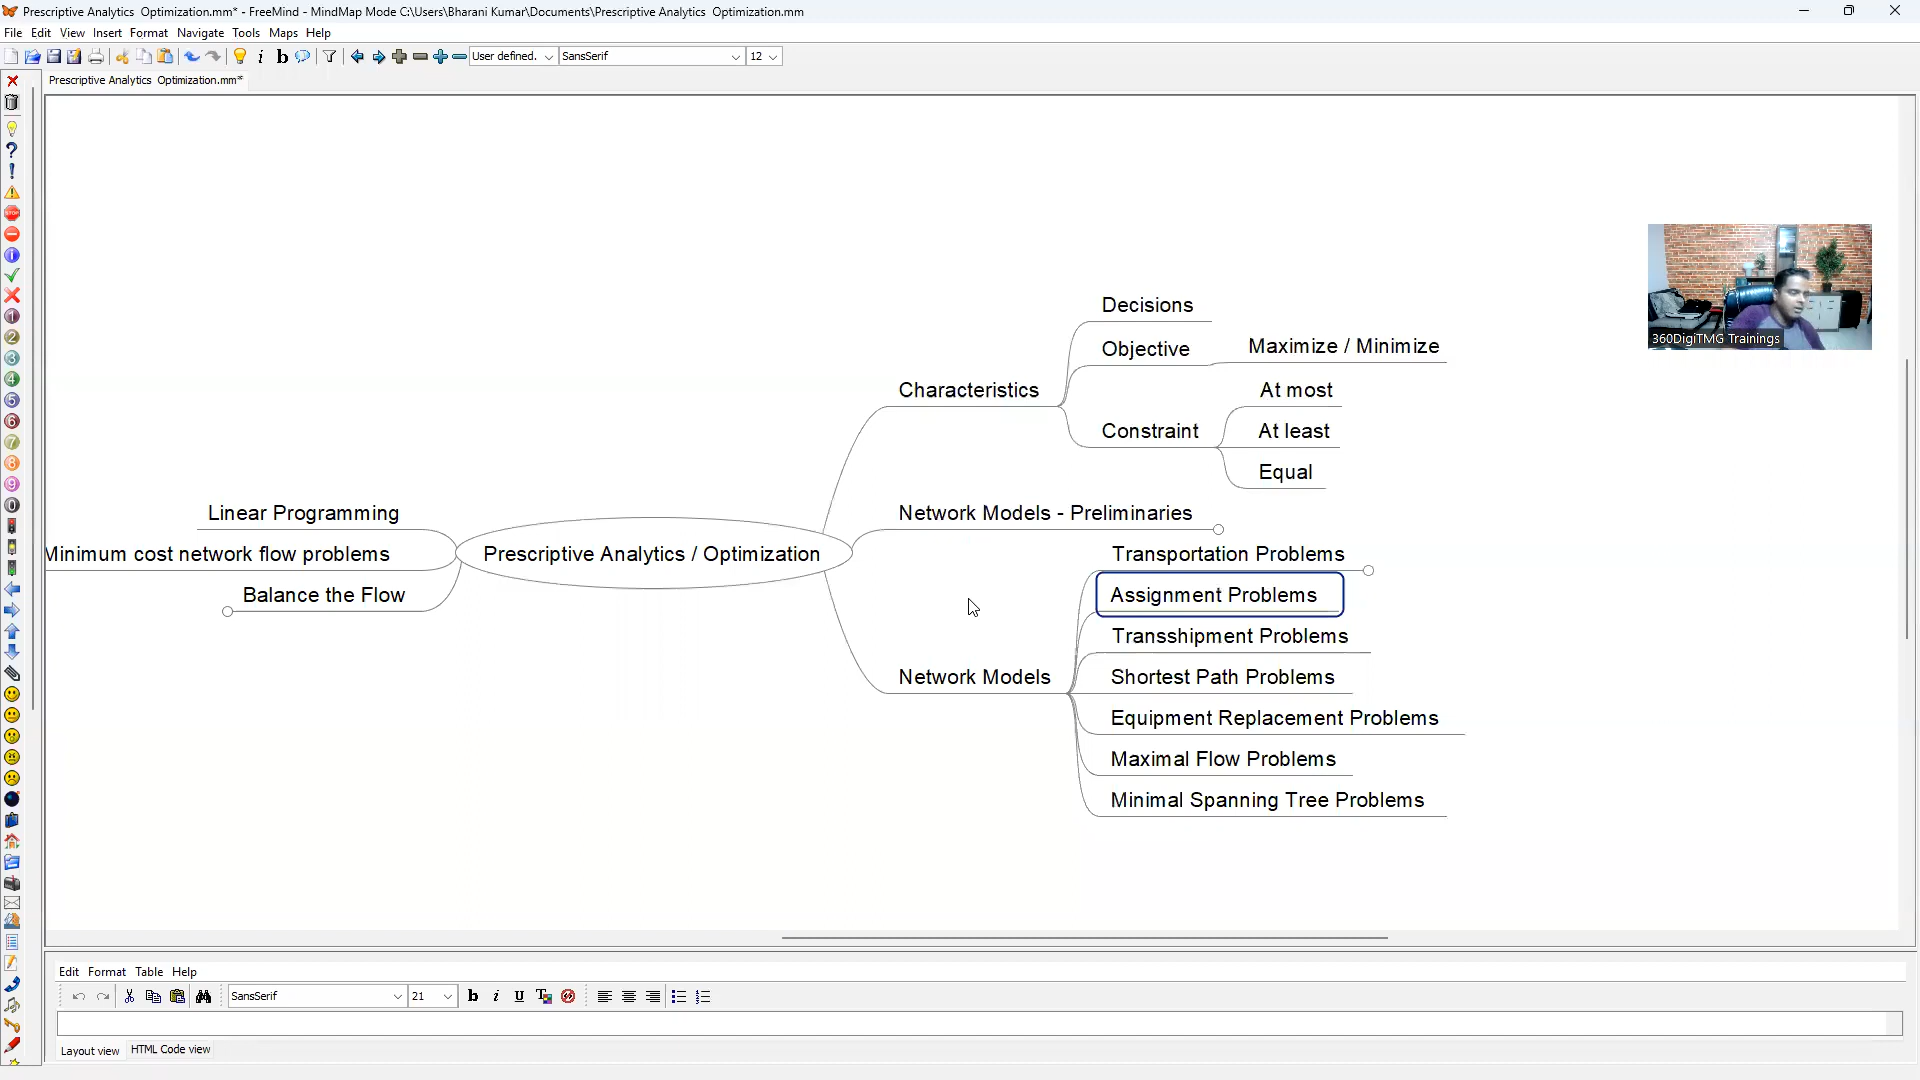 Prescriptive Analytics  Optimization.mm* - FreeMind - MindMap Mode C:\Users\Bharani Kumar\Documents\Prescriptive Analytics  Optimization.mm
File Edit View Insert Format Navigate Tools Maps Help
User defined. SansSerif 12
Prescriptive Analytics  Optimization.mm*
Decisions
Objective
Maximize / Minimize
Characteristics
At most
Constraint
At least
Equal
360DigiTMG Trainings
Linear Programming
Minimum cost network flow problems
Balance the Flow
Prescriptive Analytics / Optimization
Network Models - Preliminaries
Transportation Problems
Assignment Problems
Transshipment Problems
Network Models
Shortest Path Problems
Equipment Replacement Problems
Maximal Flow Problems
Minimal Spanning Tree Problems
Edit Format Table Help
SansSerif 21
Layout view HTML Code view